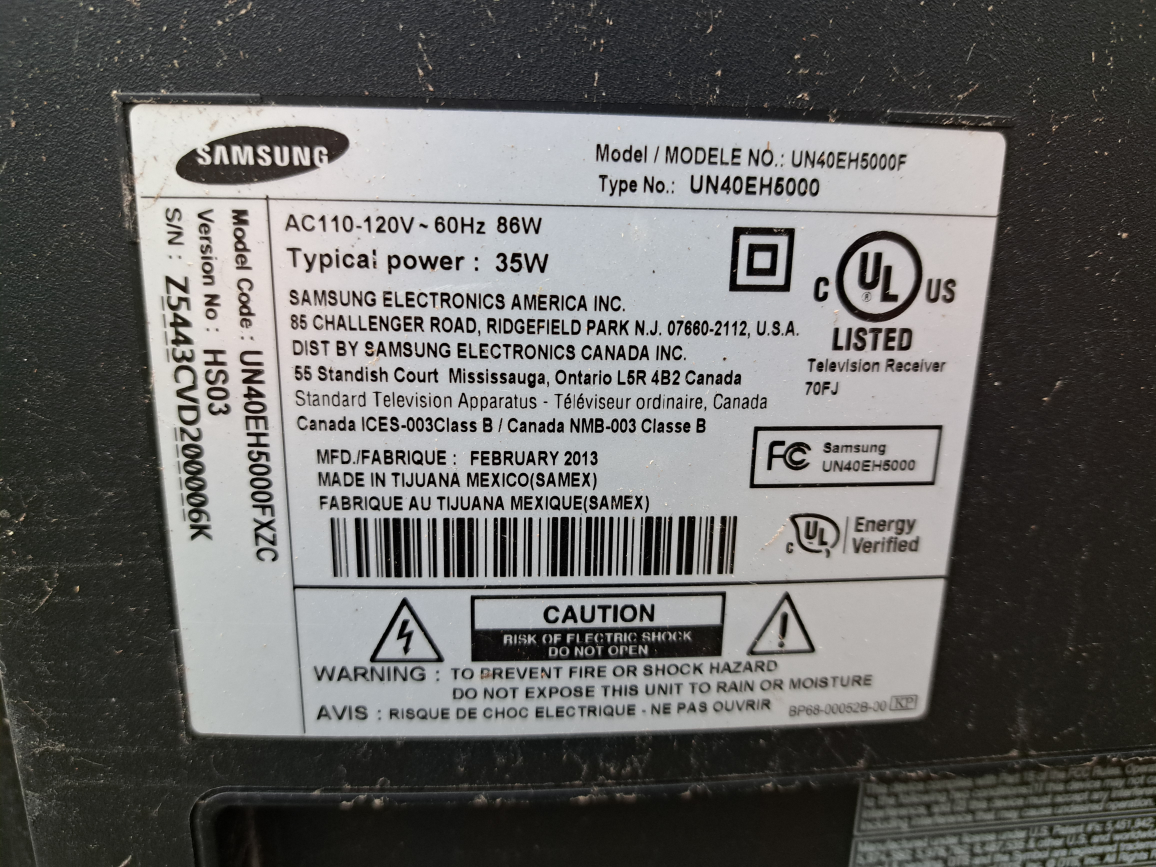 SAMSUNG
Model / MODELE NO.: UN40EH5000F
Type No.: UN40EH5000
Model Code : UN40EH5000FXZC
Version No : HS03
S/N : Z5443CVD200006K
AC110-120V ~ 60Hz 86W
Typical power : 35W
SAMSUNG ELECTRONICS AMERICA INC.
85 CHALLENGER ROAD, RIDGEFIELD PARK N.J. 07660-2112, U.S.A.
DIST BY SAMSUNG ELECTRONICS CANADA INC.
55 Standish Court Mississauga, Ontario L5R 4B2 Canada
Standard Television Apparatus - Téléviseur ordinaire, Canada
Canada ICES-003Class B / Canada NMB-003 Classe B
MFD./FABRIQUE : FEBRUARY 2013
MADE IN TIJUANA MEXICO(SAMEX)
FABRIQUE AU TIJUANA MEXIQUE(SAMEX)
C UL ® US
LISTED
Television Receiver
70FJ
FC Samsung
UN40EH5000
C UL Energy
Verified
CAUTION
RISK OF ELECTRIC SHOCK
DO NOT OPEN
WARNING : TO PREVENT FIRE OR SHOCK HAZARD
DO NOT EXPOSE THIS UNIT TO RAIN OR MOISTURE
AVIS : RISQUE DE CHOC ELECTRIQUE - NE PAS OUVRIR
BP68-00052B-00 KP